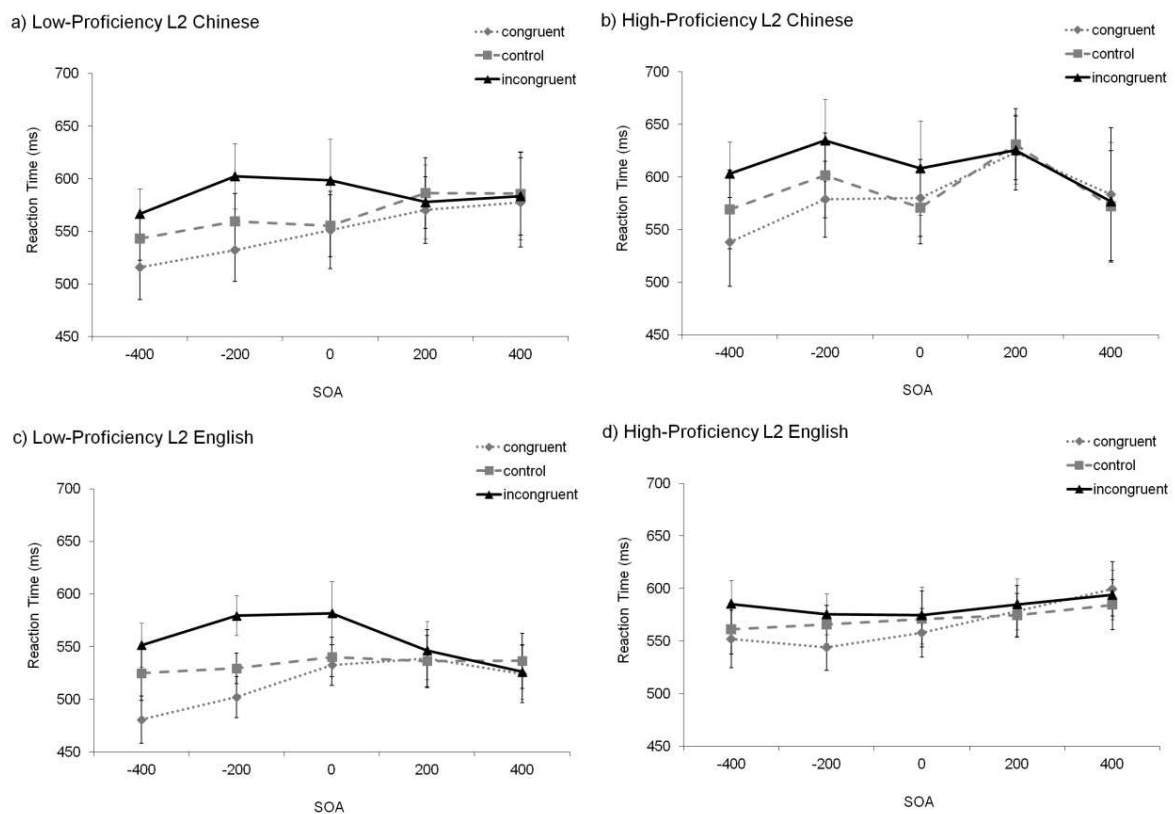 a) Low-Proficiency L2 Chinese
congruent
control
incongruent
700
650
600
550
500
450
Reaction Time (ms)
-400 -200 0 200 400
SOA
b) High-Proficiency L2 Chinese
congruent
control
incongruent
700
650
600
550
500
450
Reaction Time (ms)
-400 -200 0 200 400
SOA
c) Low-Proficiency L2 English
congruent
control
incongruent
700
650
600
550
500
450
Reaction Time (ms)
-400 -200 0 200 400
SOA
d) High-Proficiency L2 English
congruent
control
incongruent
700
650
600
550
500
450
Reaction Time (ms)
-400 -200 0 200 400
SOA